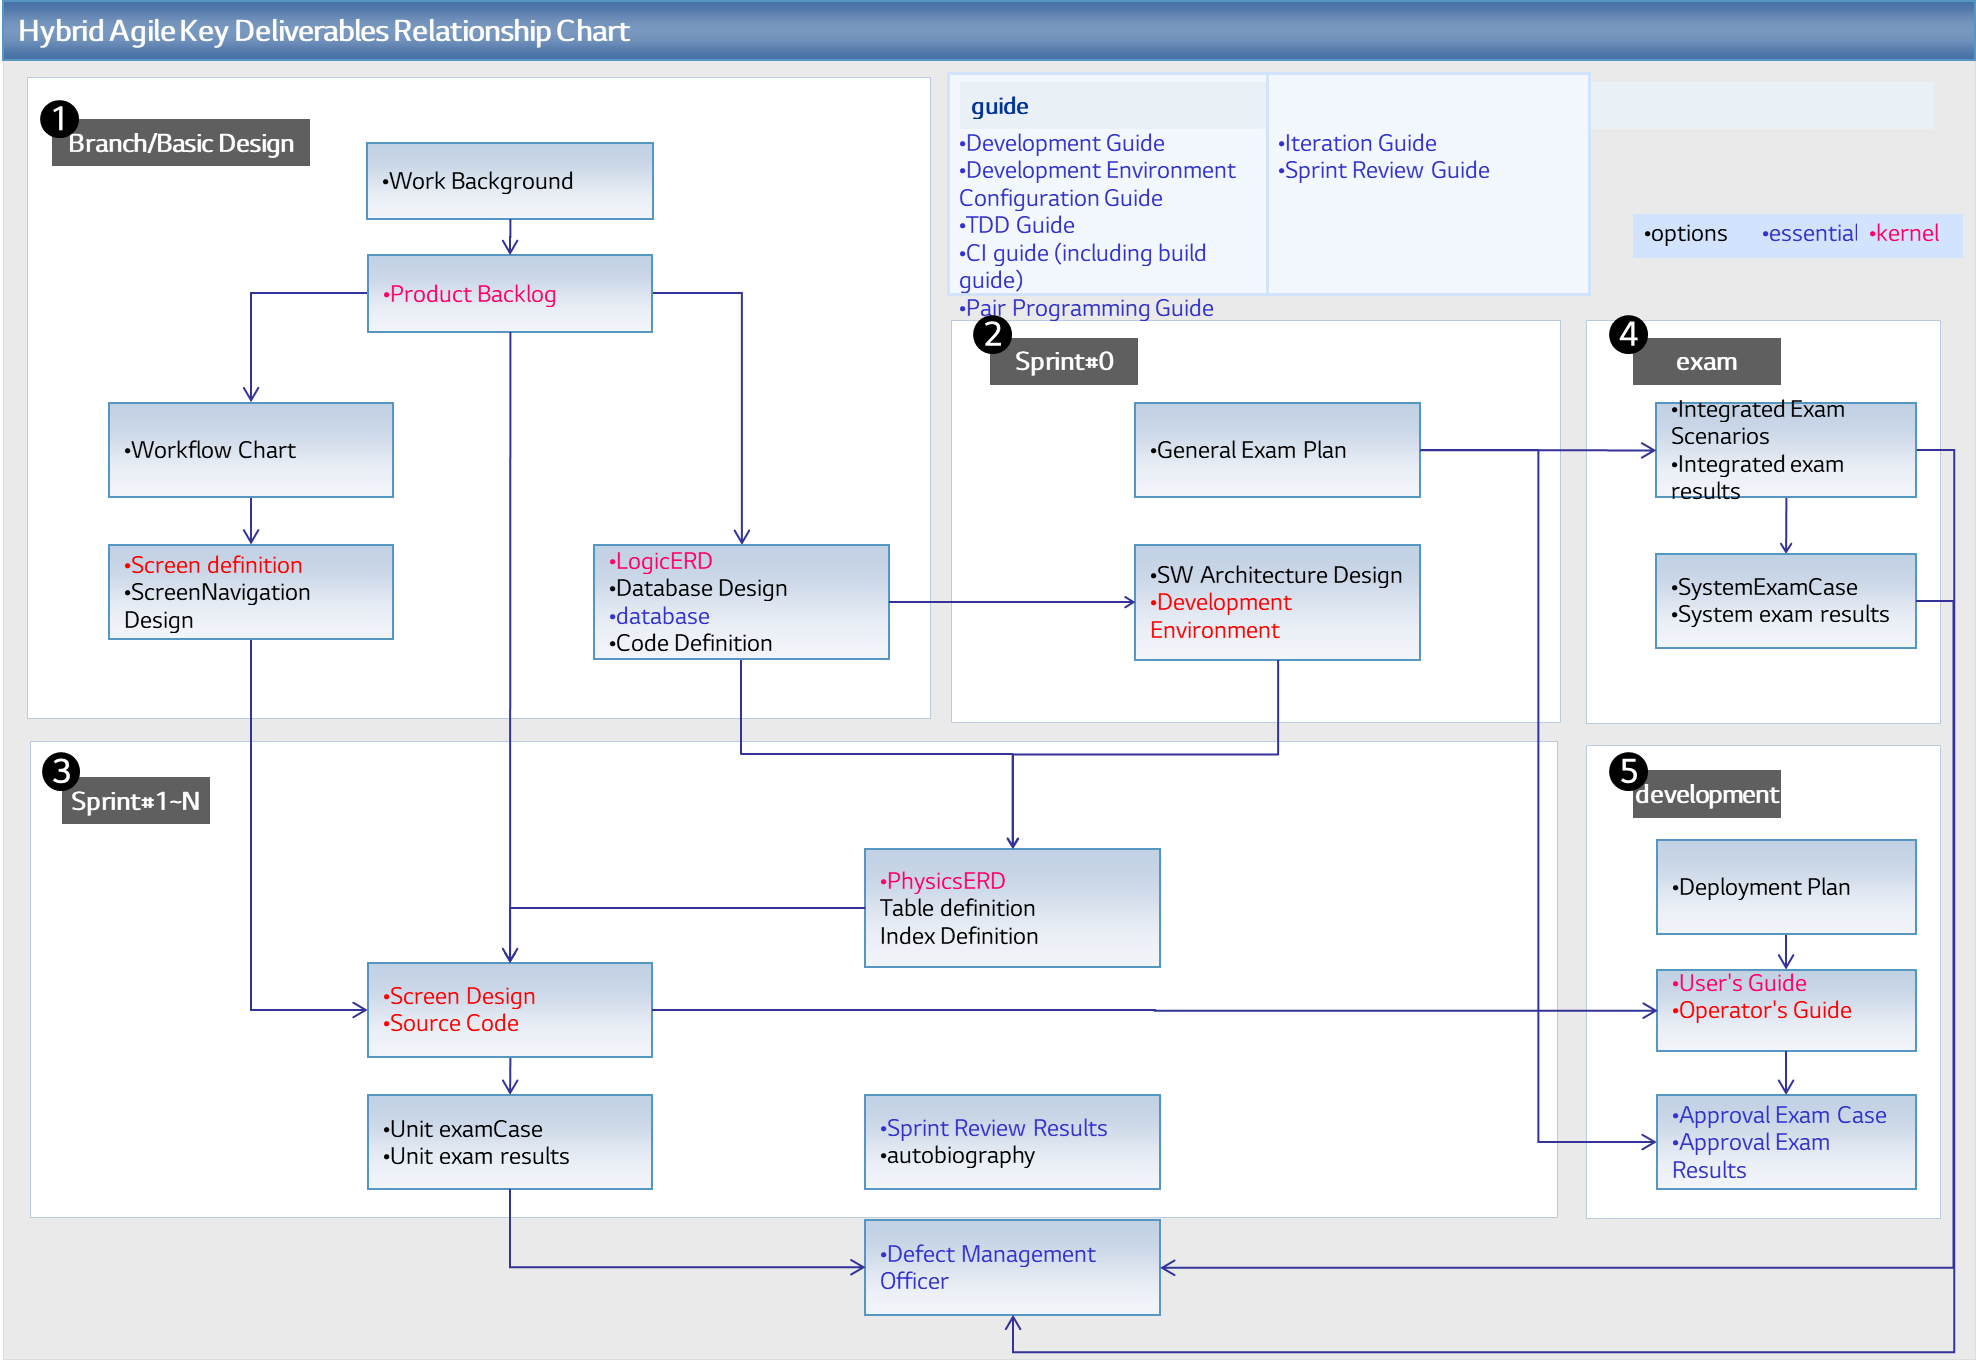 Hybrid Agile Key Deliverables Relationship Chart
1
Branch/Basic Design
•Work Background
•Product Backlog
•Workflow Chart
•Screen definition
•ScreenNavigation
Design
•LogicERD
•Database Design
•database
•Code Definition
guide
•Development Guide
•Development Environment
Configuration Guide
•TDD Guide
•CI guide (including build
guide)
•Pair Programming Guide
•Iteration Guide
•Sprint Review Guide
•options •essential •kernel
2
Sprint#0
•General Exam Plan
•SW Architecture Design
•Development
Environment
4
exam
•Integrated Exam
Scenarios
•Integrated exam
results
•SystemExamCase
•System exam results
3
Sprint#1~N
•PhysicsERD
Table definition
Index Definition
•Screen Design
•Source Code
•Unit examCase
•Unit exam results
•Sprint Review Results
•autobiography
•Defect Management
Officer
5
development
•Deployment Plan
•User's Guide
•Operator's Guide
•Approval Exam Case
•Approval Exam
Results